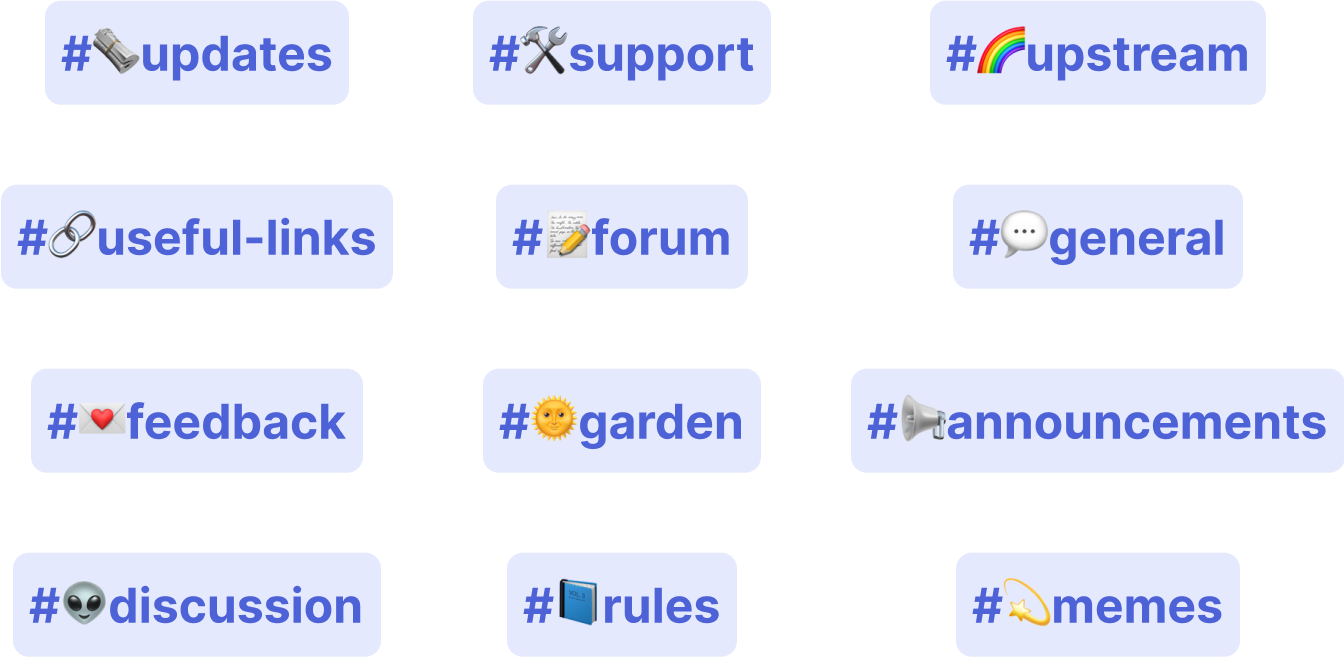 #🗞️updates
#🛠️support
#🌈upstream
#🔗useful-links
#📝forum
#💬general
#💌feedback
#🌞garden
#📢announcements
#👽discussion
#📘rules
#💫memes